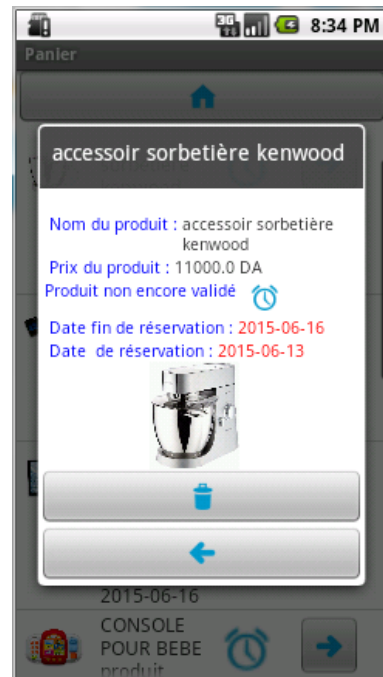 3G
8:34 PM
Panier
accessoir sorbetière kenwood
Nom du produit : accessoir sorbetière
kenwood
Prix du produit : 11000.0 DA
Produit non encore validé
Date fin de réservation : 2015-06-16
Date de réservation : 2015-06-13
2015-06-16
CONSOLE
POUR BEBE
produit